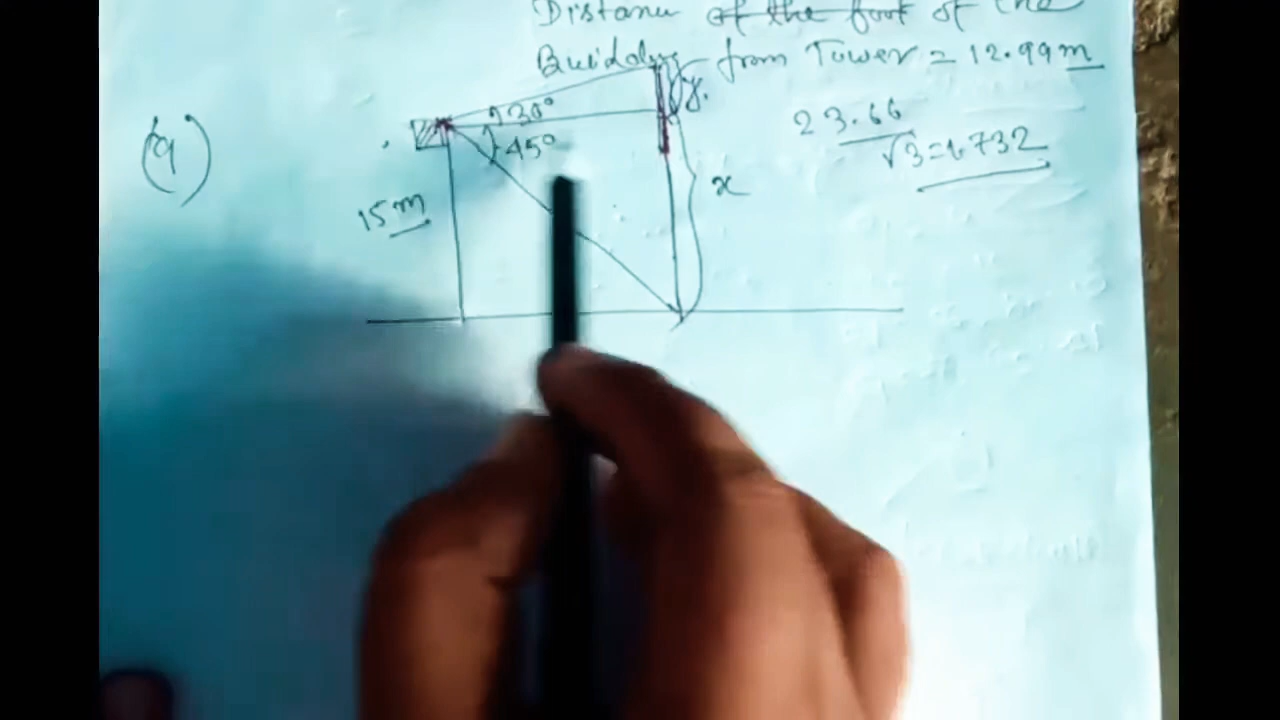 Distance of the foot of the
Building from Tower = 12.99m
(9)
30°
y.
45°
23.66
√3=1.732
15m
x